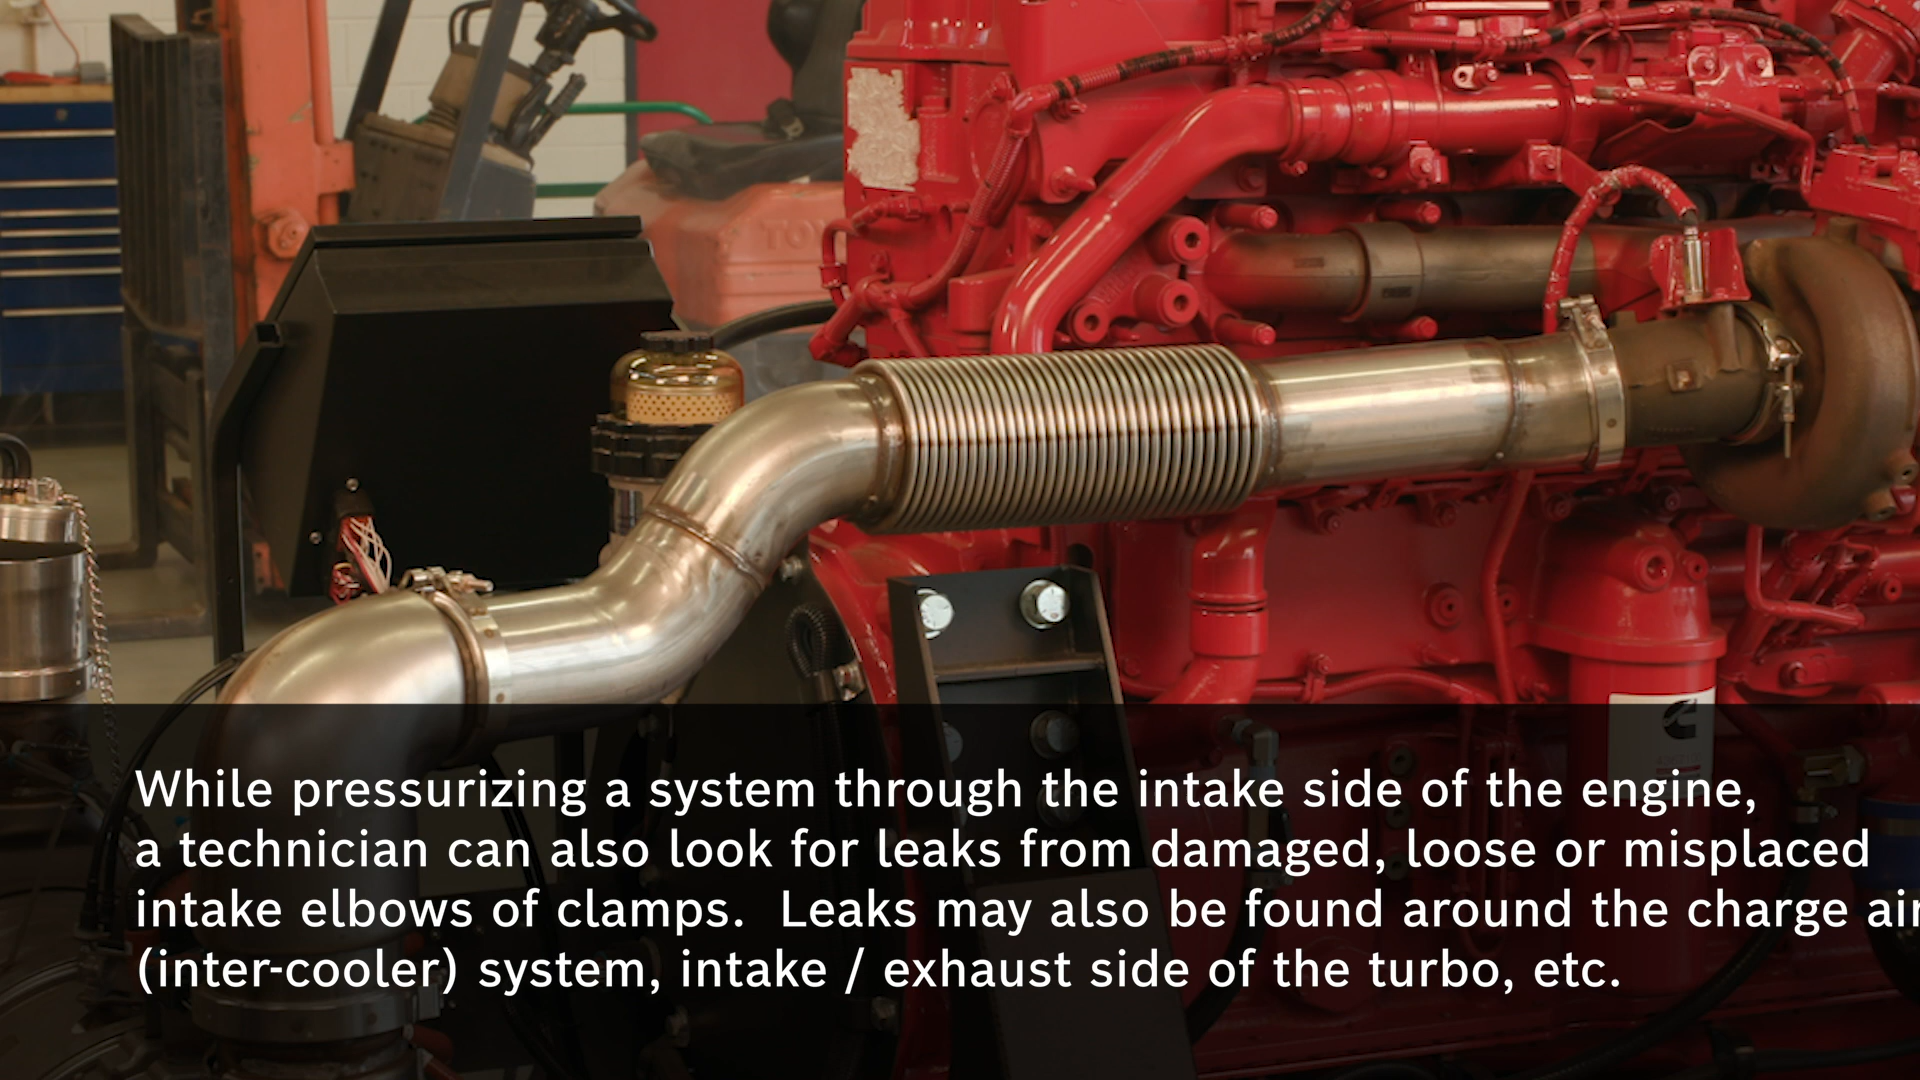 TOYO
While pressurizing a system through the intake side of the engine,
a technician can also look for leaks from damaged, loose or misplaced
intake elbows of clamps.  Leaks may also be found around the charge air
(inter-cooler) system, intake / exhaust side of the turbo, etc.